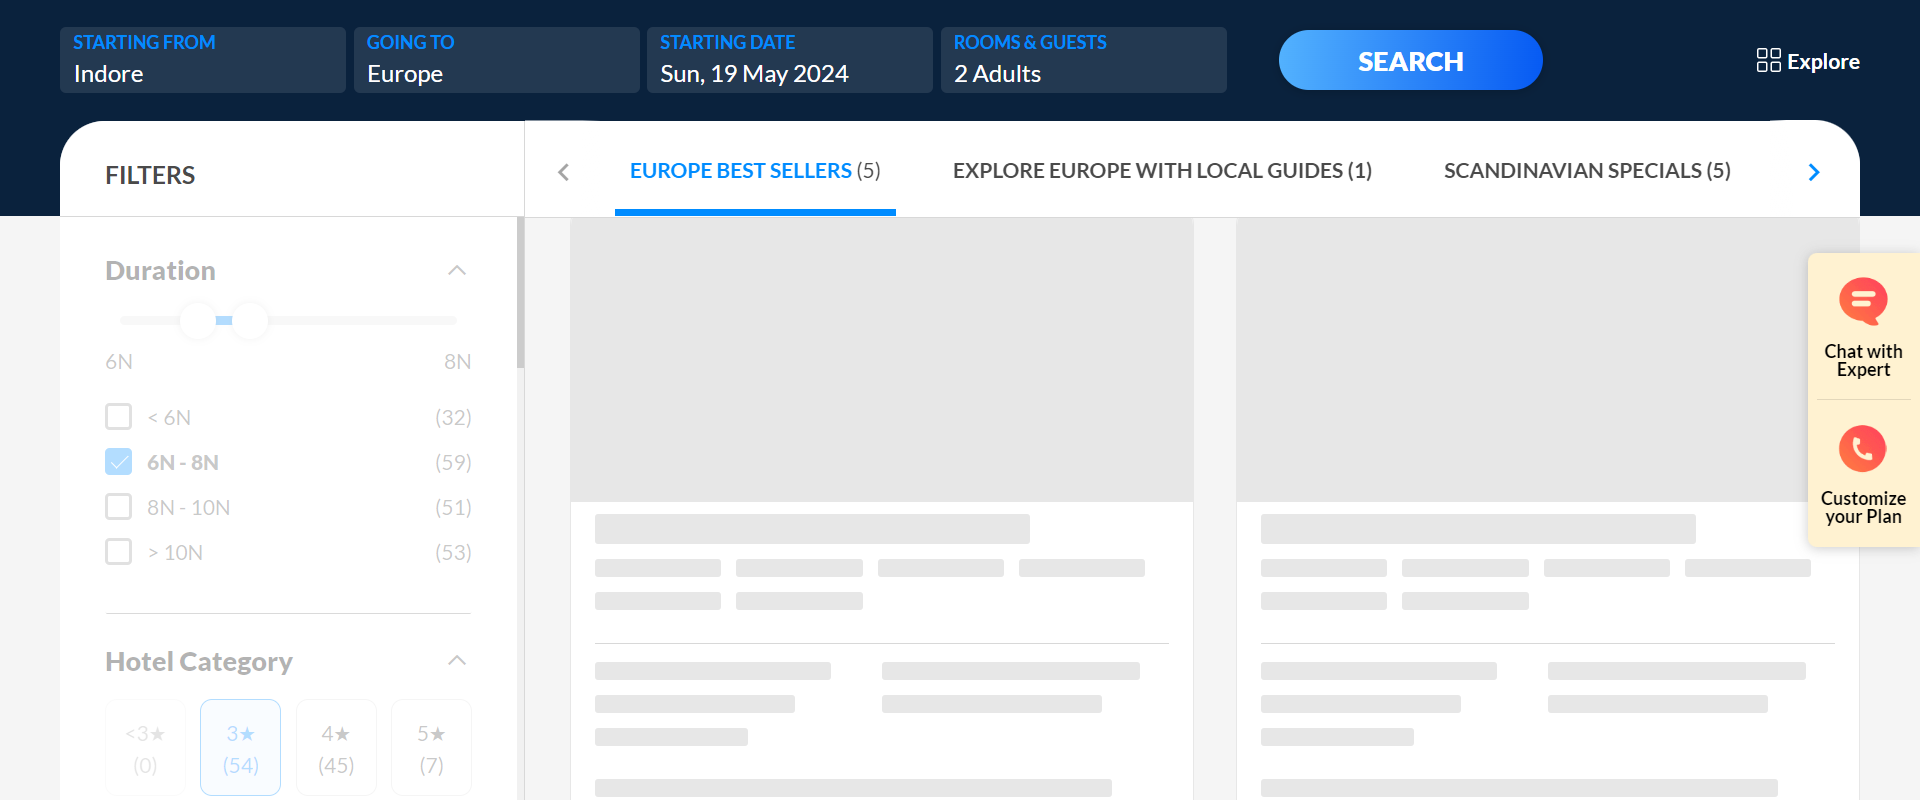 STARTING FROM
Indore
GOING TO
Europe
STARTING DATE
Sun, 19 May 2024
ROOMS & GUESTS
2 Adults
SEARCH
Explore
FILTERS
EUROPE BEST SELLERS (5)
EXPLORE EUROPE WITH LOCAL GUIDES (1)
SCANDINAVIAN SPECIALS (5)
Duration
6N 8N
< 6N (32)
6N - 8N (59)
8N - 10N (51)
> 10N (53)
Hotel Category
<3★ 3★ 4★ 5★
(0) (54) (45) (7)
Chat with
Expert
Customize
your Plan